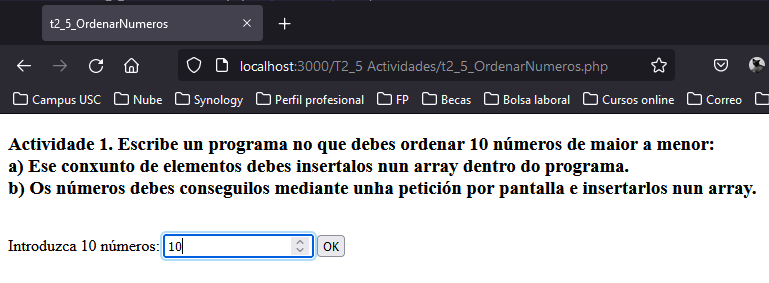 t2_5_OrdenarNumeros
localhost:3000/T2_5 Actividades/t2_5_OrdenarNumeros.php
Campus USC Nube Synology Perfil profesional FP Becas Bolsa laboral Cursos online Correo
Actividade 1. Escribe un programa no que debes ordenar 10 números de maior a menor:
a) Ese conxunto de elementos debes insertalos nun array dentro do programa.
b) Os números debes conseguilos mediante unha petición por pantalla e insertarlos nun array.
Introduzca 10 números: 10 OK